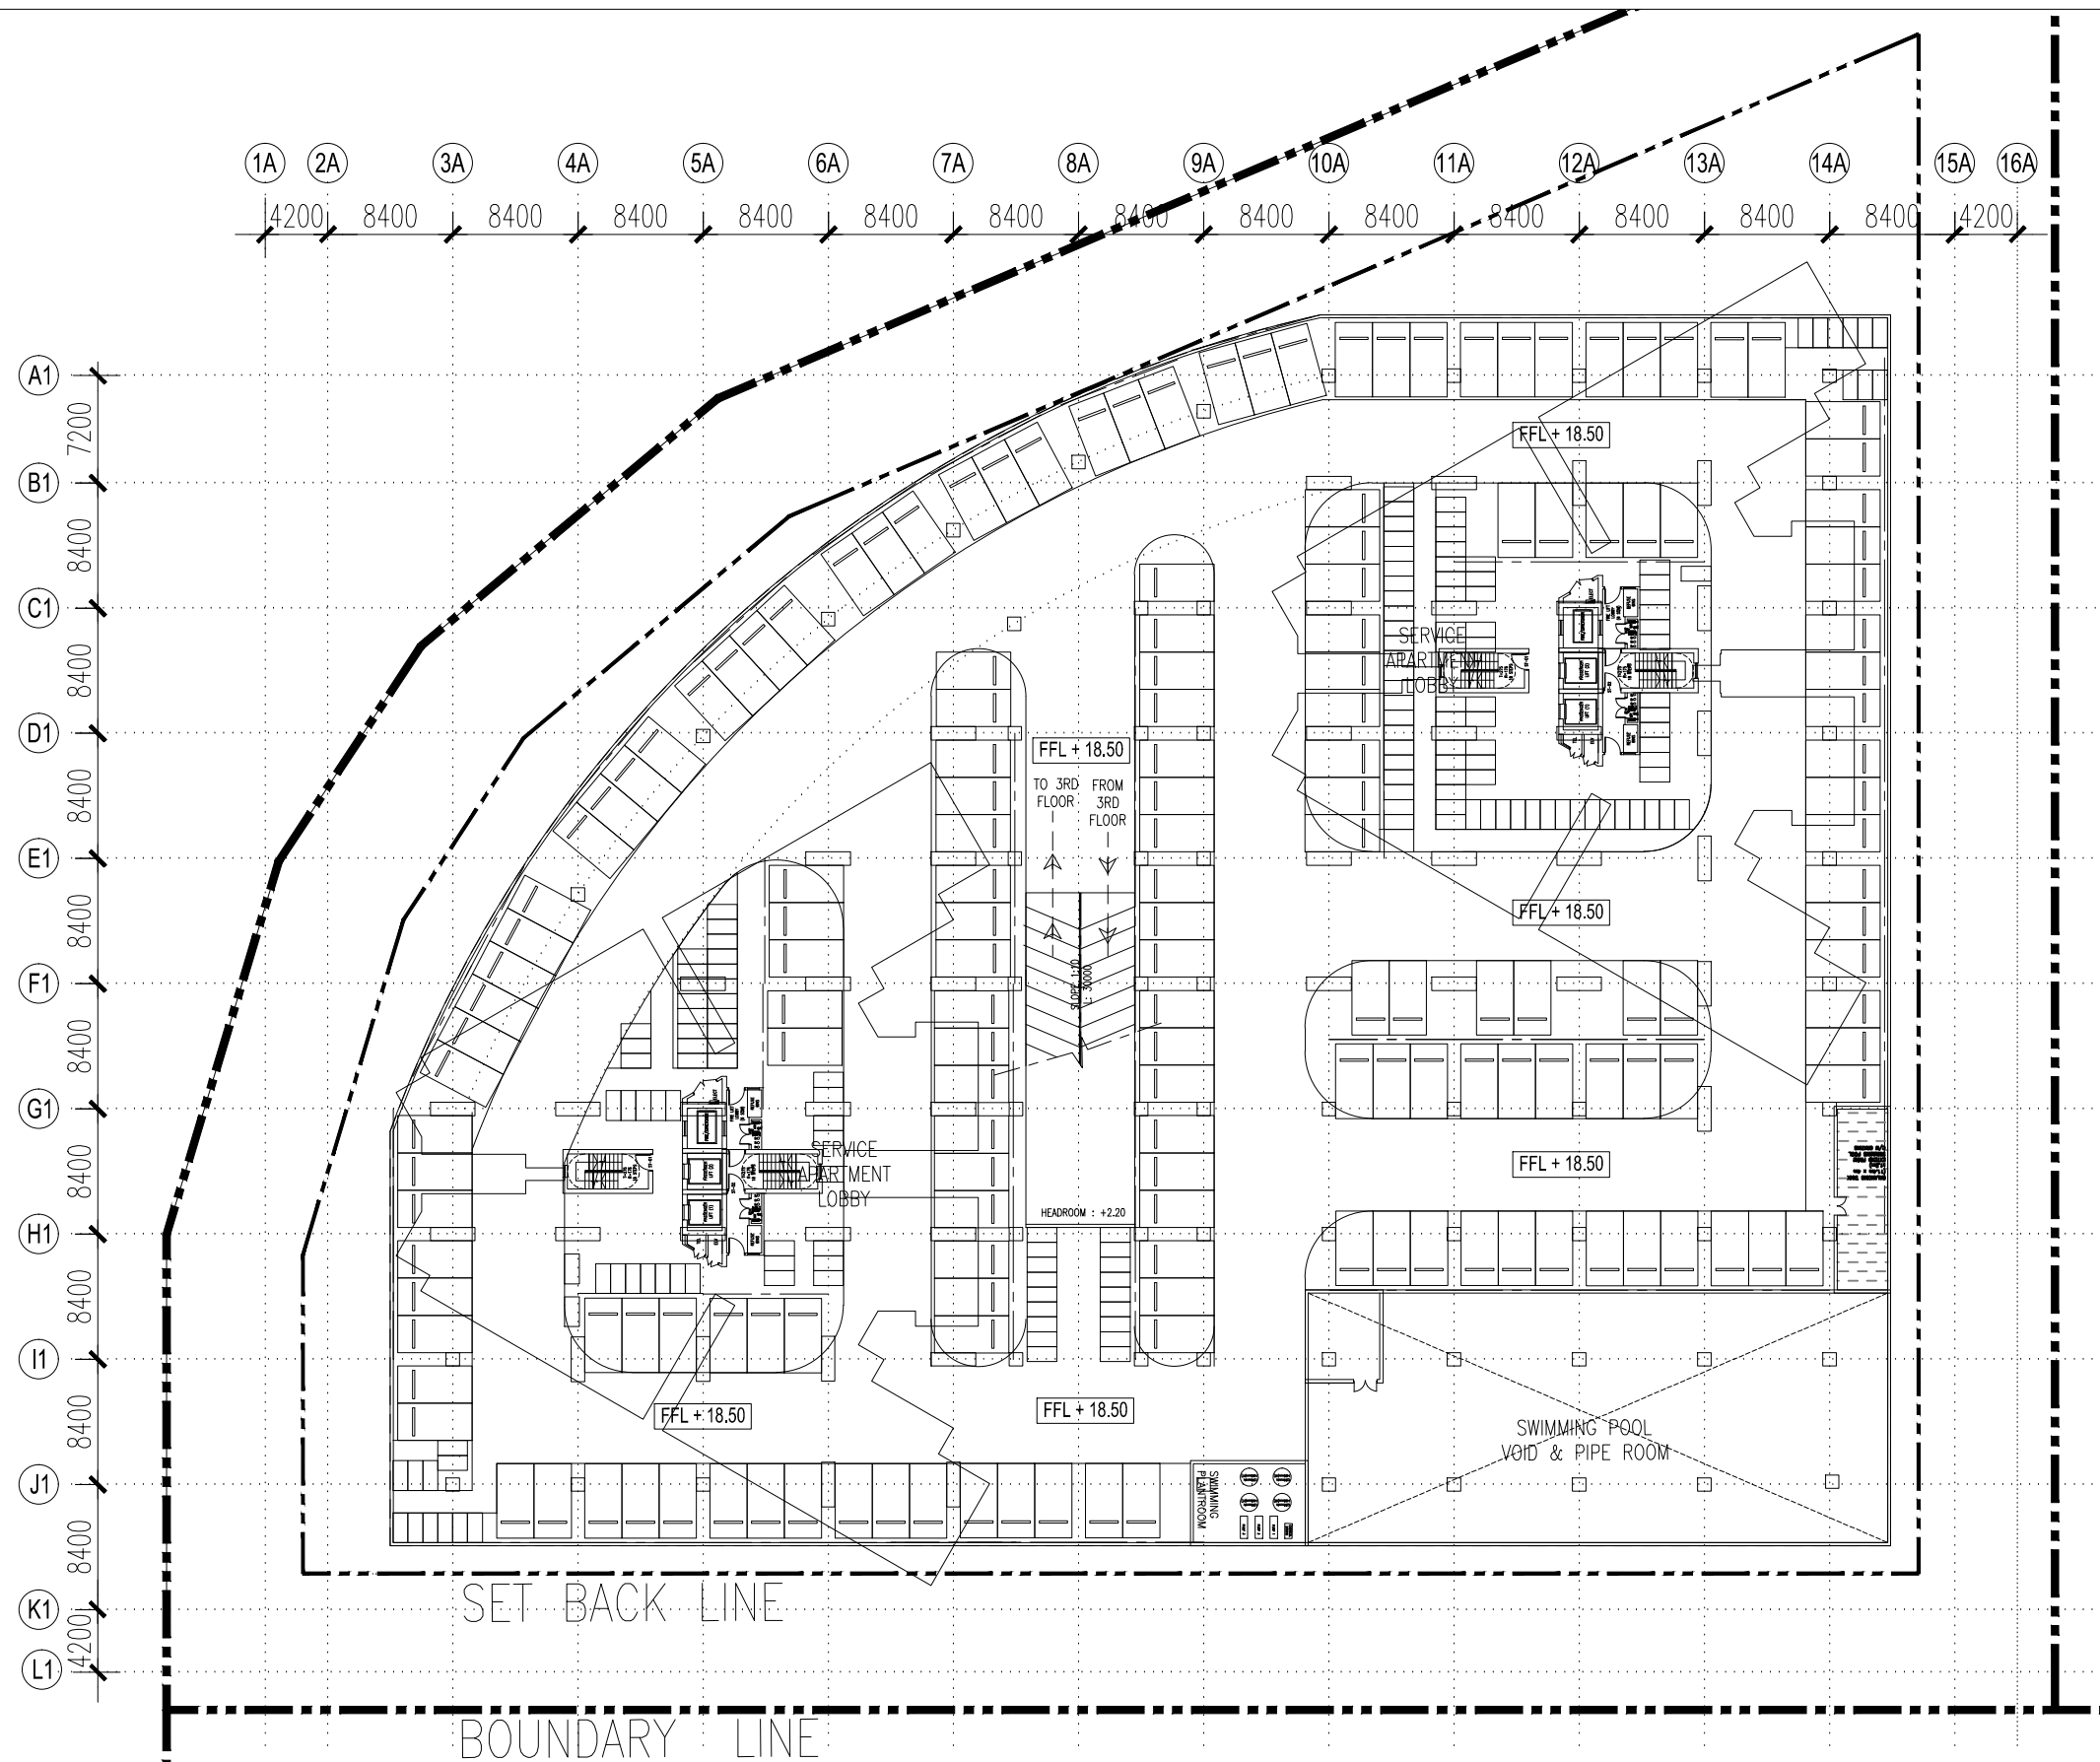 1A 2A 3A 4A 5A 6A 7A 8A 9A 10A 11A 12A 13A 14A 15A 16A
4200 8400 8400 8400 8400 8400 8400 8400 8400 8400 8400 8400 8400 8400 4200
A1
7200
B1
8400
C1
8400
D1
8400
E1
8400
F1
8400
G1
8400
H1
8400
I1
8400
J1
8400
K1
4200
L1
FFL + 18.50
SERVICE
APARTMENT
LOBBY
FFL + 18.50
TO 3RD
FLOOR
FROM
3RD
FLOOR
FFL + 18.50
SLOPE 1:10
L: 30000
SERVICE
APARTMENT
LOBBY
FFL + 18.50
HEADROOM : +2.20
FFL + 18.50
FFL + 18.50
SWIMMING POOL
VOID & PIPE ROOM
SWIMMING
PLANTROOM
SET BACK LINE
BOUNDARY LINE